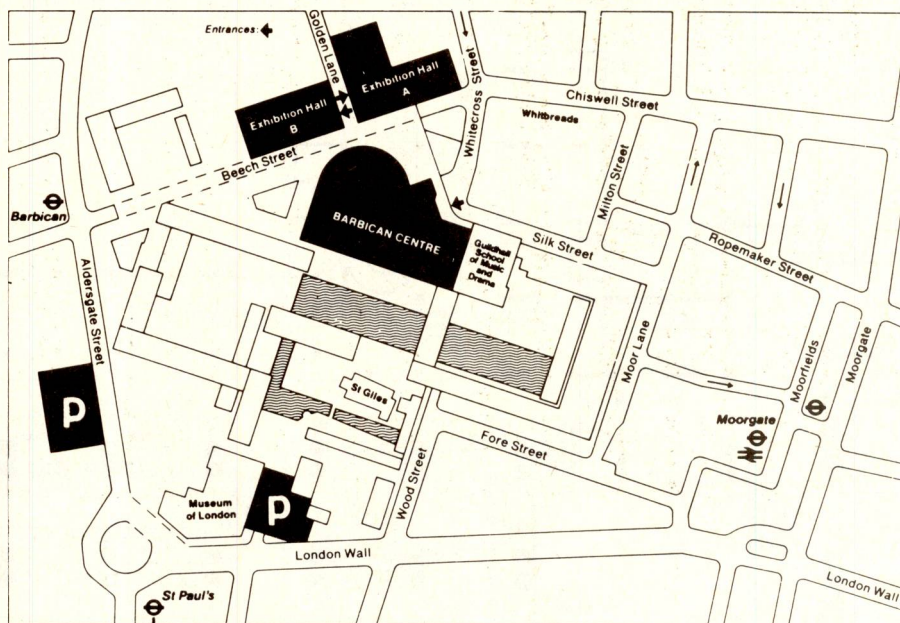 Entrances:
Golden Lane
Exhibition Hall
A
Exhibition Hall
B
Whitecross Street
Chiswell Street
Whitbreads
Beech Street
Milton Street
Barbican
BARBICAN CENTRE
Silk Street
Ropemaker Street
Guildhall
School
of Music
and
Drama
Aldersgate Street
Moor Lane
Moorfields
Moorgate
P
St Giles
Moorgate
Fore Street
Wood Street
Museum
of London
P
London Wall
London Wall
St Paul's